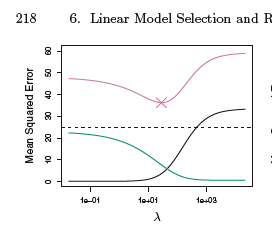 218 6. Linear Model Selection and R
Mean Squared Error
0 10 20 30 40 50 60
1e−01 1e+01 1e+03
λ